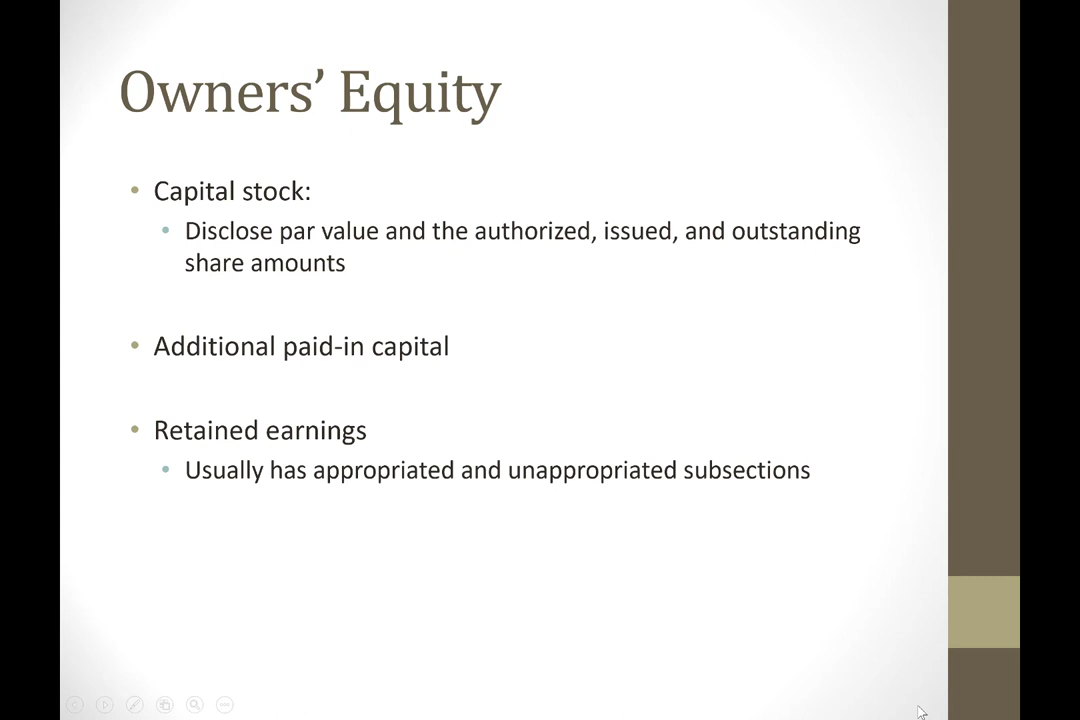 Owners’ Equity
• Capital stock:
• Disclose par value and the authorized, issued, and outstanding
share amounts
• Additional paid-in capital
• Retained earnings
• Usually has appropriated and unappropriated subsections